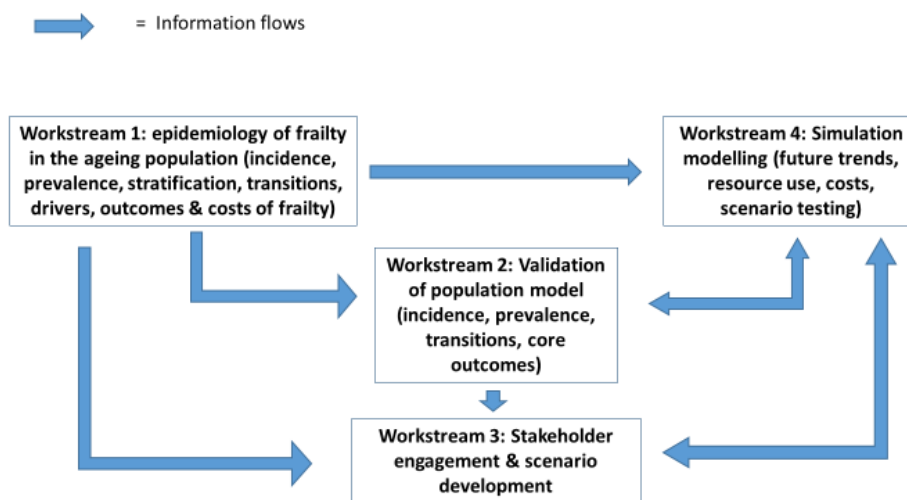 = Information flows
Workstream 1: epidemiology of frailty
in the ageing population (incidence,
prevalence, stratification, transitions,
drivers, outcomes & costs of frailty)
Workstream 4: Simulation
modelling (future trends,
resource use, costs,
scenario testing)
Workstream 2: Validation
of population model
(incidence, prevalence,
transitions, core
outcomes)
Workstream 3: Stakeholder
engagement & scenario
development